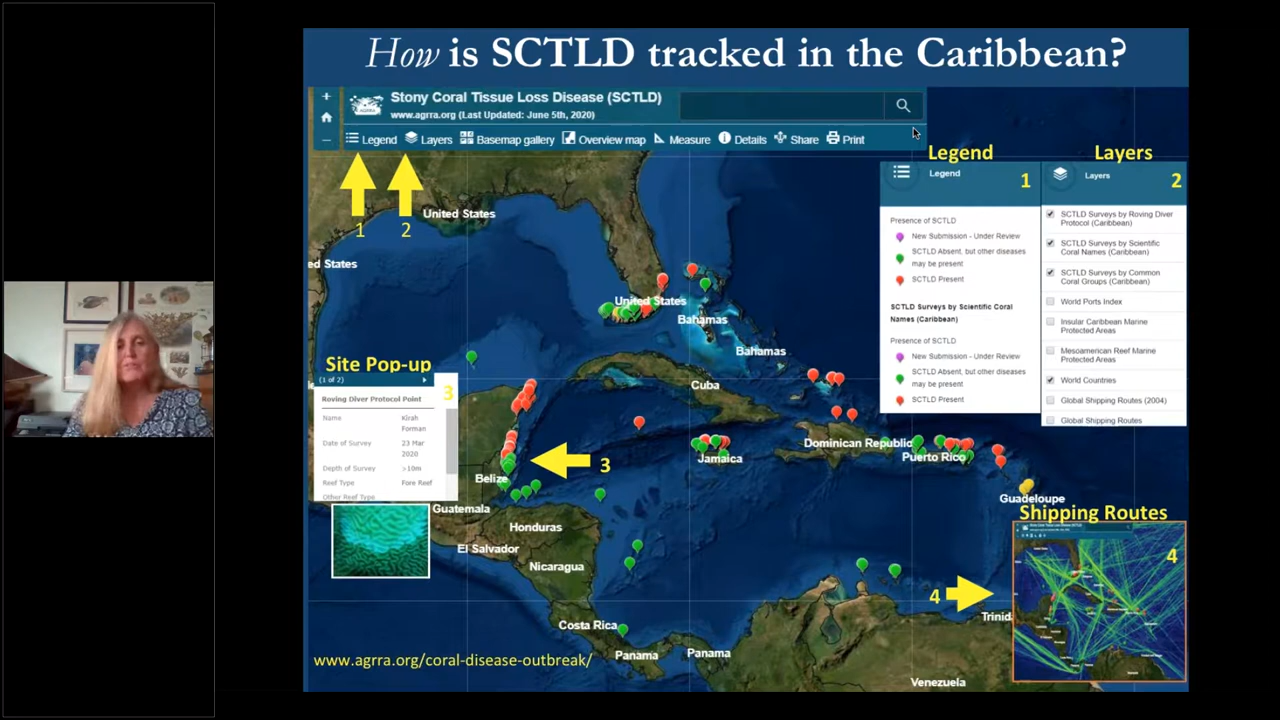 How is SCTLD tracked in the Caribbean?
Stony Coral Tissue Loss Disease (SCTLD)
www.agrra.org (Last Updated: June 5th, 2020)
Legend Layers Basemap gallery Overview map Measure Details Share Print
1
2
Legend
Layers
Legend
1
Presence of SCTLD
New Submission - Under Review
SCTLD Absent, but other diseases
may be present
SCTLD Present
SCTLD Surveys by Scientific Coral
Names (Caribbean)
Presence of SCTLD
New Submission - Under Review
SCTLD Absent, but other diseases
may be present
SCTLD Present
Layers
2
SCTLD Surveys by Roving Diver
Protocol (Caribbean)
SCTLD Surveys by Scientific
Coral Names (Caribbean)
SCTLD Surveys by Common
Coral Groups (Caribbean)
World Ports Index
Insular Caribbean Marine
Protected Areas
Mesoamerican Reef Marine
Protected Areas
World Countries
Global Shipping Routes (2004)
Global Shipping Routes
United States
ed States
United States
Bahamas
Bahamas
Cuba
Site Pop-up
(1 of 2)
3
Roving Diver Protocol Point
Name Kirah
Forman
Date of Survey 23 Mar
2020
Depth of Survey >10m
Reef Type Fore Reef
Other Reef Type
3
Dominican Republic
Jamaica
Puerto Rico
Belize
Guadeloupe
Guatemala
Honduras
El Salvador
Nicaragua
Shipping Routes
4
4
Trinid
Costa Rica
Panama
Panama
Venezuela
www.agrra.org/coral-disease-outbreak/